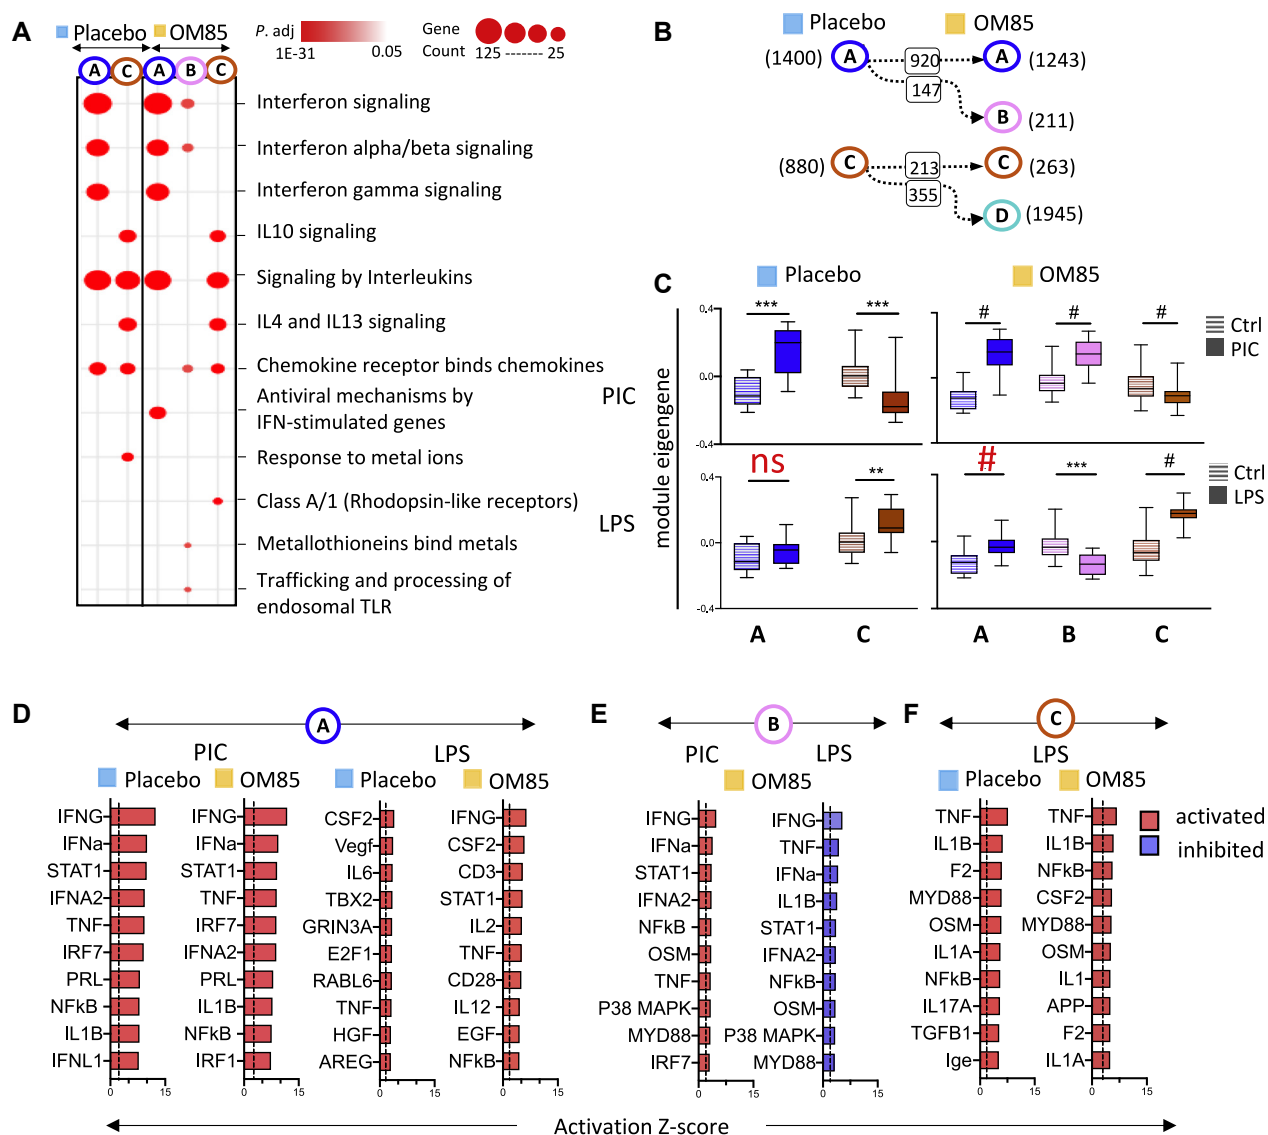 A
Placebo OM85
P. adj
1E-31 0.05
Gene
Count 125 -------- 25
A C A B C
Interferon signaling
Interferon alpha/beta signaling
Interferon gamma signaling
IL10 signaling
Signaling by Interleukins
IL4 and IL13 signaling
Chemokine receptor binds chemokines
Antiviral mechanisms by
IFN-stimulated genes
Response to metal ions
Class A/1 (Rhodopsin-like receptors)
Metallothioneins bind metals
Trafficking and processing of
endosomal TLR
B
Placebo OM85
(1400) A 920 A (1243)
147
B (211)
(880) C 213 C (263)
355
D (1945)
C
Placebo OM85
module eigengene
PIC
0.4
0.0
-0.4
*** ***
# # #
Ctrl
PIC
LPS
0.4
0.0
-0.4
ns **
# *** #
Ctrl
LPS
A C A B C
D
A
PIC LPS
Placebo OM85 Placebo OM85
IFNG
IFNa
STAT1
IFNA2
TNF
IRF7
PRL
NFkB
IL1B
IFNL1
0 15
IFNG
IFNa
STAT1
TNF
IRF7
IFNA2
PRL
IL1B
NFkB
IRF1
0 15
CSF2
Vegf
IL6
TBX2
GRIN3A
E2F1
RABL6
TNF
HGF
AREG
0 15
IFNG
CSF2
CD3
STAT1
IL2
TNF
CD28
IL12
EGF
NFkB
0 15
E
B
PIC LPS
OM85
IFNG
IFNa
STAT1
IFNA2
NFkB
OSM
TNF
P38 MAPK
MYD88
IRF7
0 15
IFNG
TNF
IFNa
IL1B
STAT1
IFNA2
NFkB
OSM
P38 MAPK
MYD88
0 15
F
C
LPS
Placebo OM85
TNF
IL1B
F2
MYD88
OSM
IL1A
NFkB
IL17A
TGFB1
Ige
0 15
TNF
IL1B
NFkB
CSF2
MYD88
OSM
IL1
APP
F2
IL1A
0 15
activated
inhibited
Activation Z-score